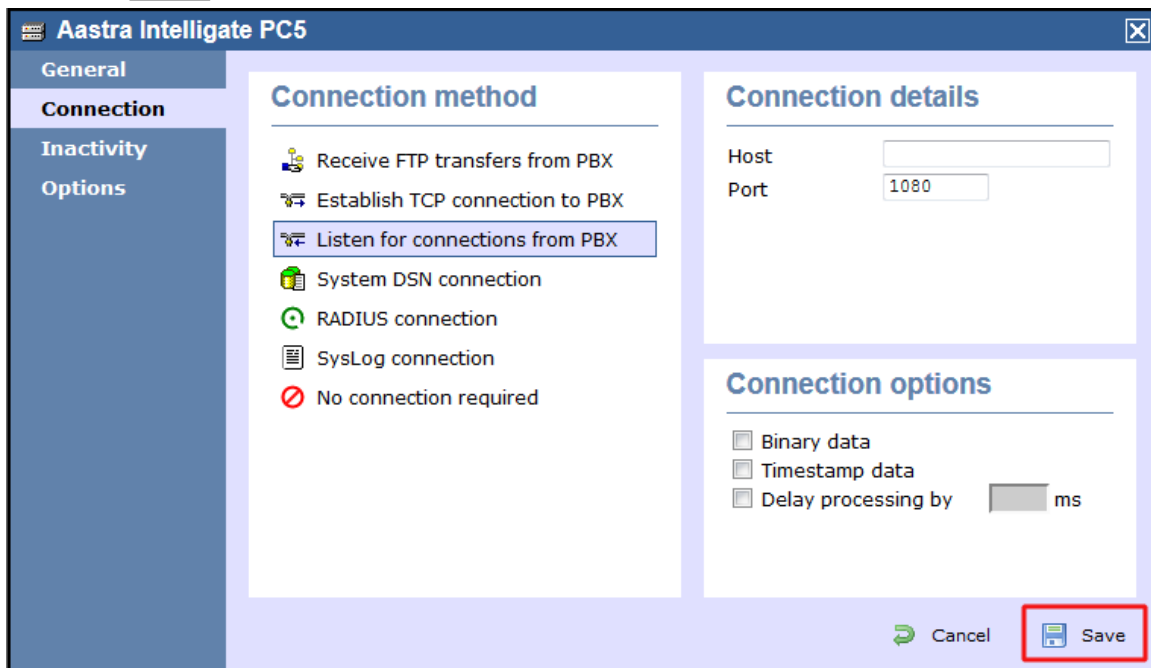 Aastra Intelligate PC5
General
Connection
Inactivity
Options
Connection method
Receive FTP transfers from PBX
Establish TCP connection to PBX
Listen for connections from PBX
System DSN connection
RADIUS connection
SysLog connection
No connection required
Connection details
Host
Port 1080
Connection options
Binary data
Timestamp data
Delay processing by ms
Cancel Save